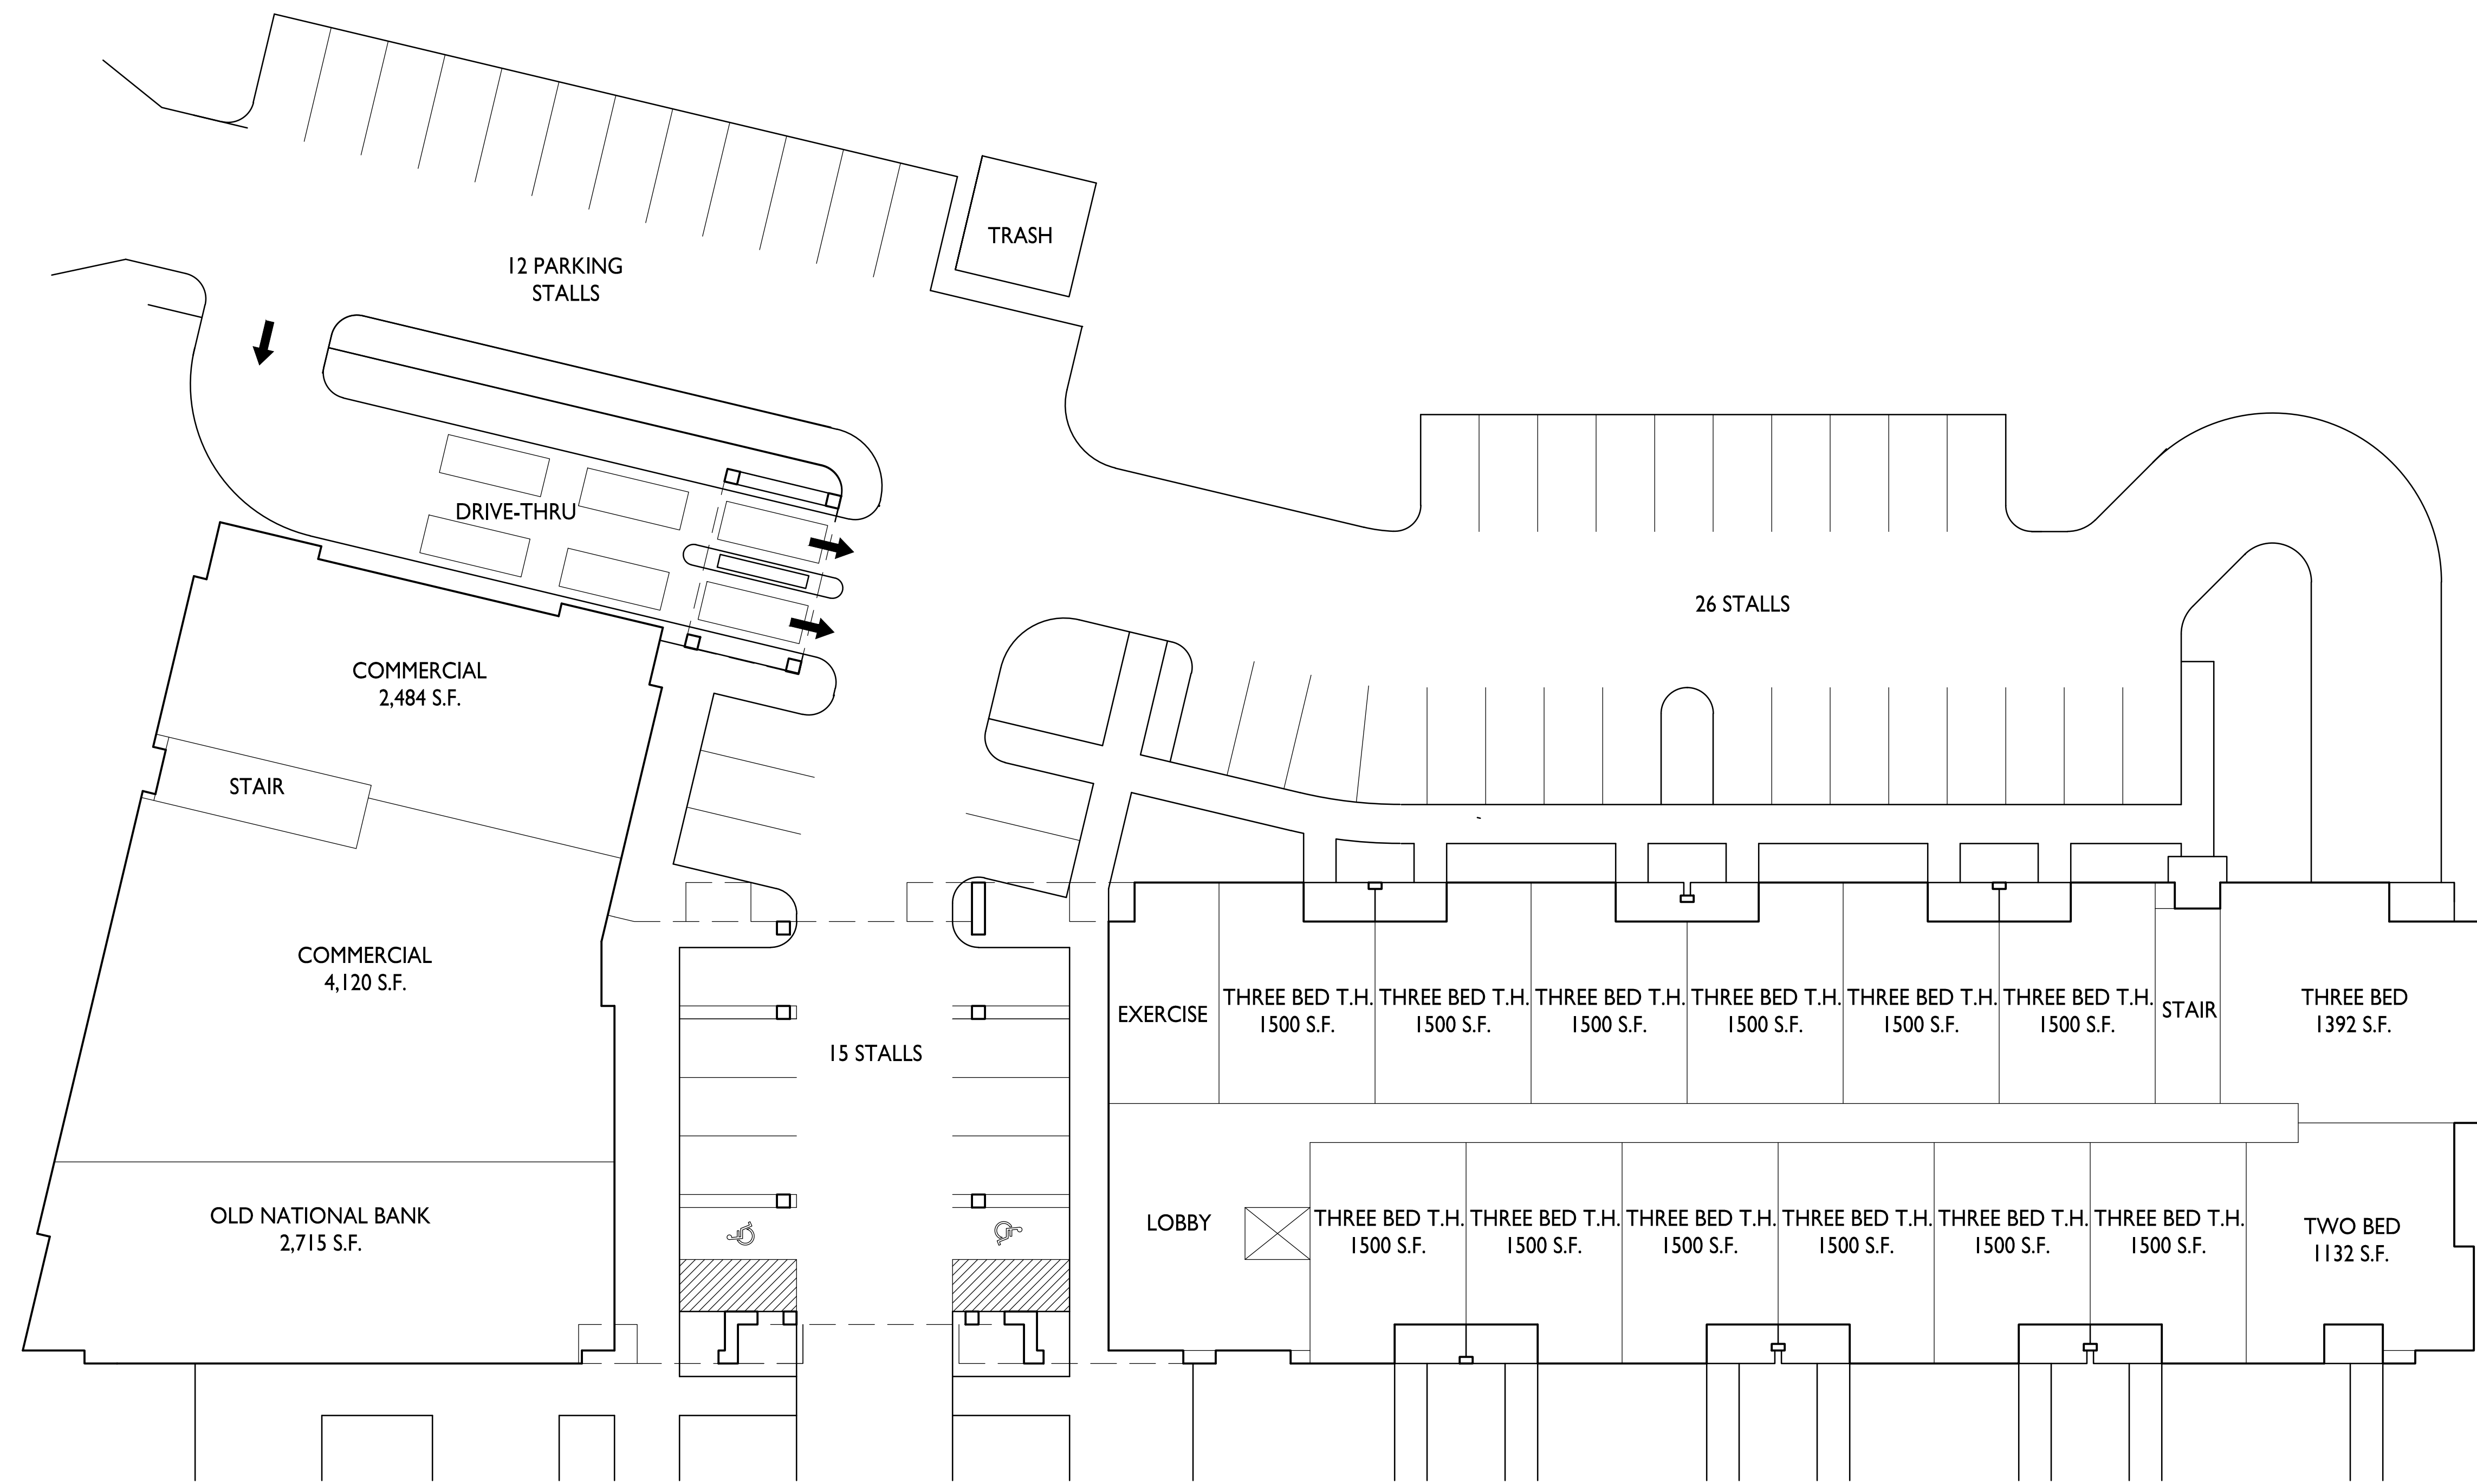 TRASH
12 PARKING
STALLS
DRIVE-THRU
26 STALLS
COMMERCIAL
2,484 S.F.
STAIR
COMMERCIAL
4,120 S.F.
15 STALLS
EXERCISE
THREE BED T.H.
1500 S.F.
THREE BED T.H.
1500 S.F.
THREE BED T.H.
1500 S.F.
THREE BED T.H.
1500 S.F.
THREE BED T.H.
1500 S.F.
THREE BED T.H.
1500 S.F.
STAIR
THREE BED
1392 S.F.
OLD NATIONAL BANK
2,715 S.F.
LOBBY
THREE BED T.H.
1500 S.F.
THREE BED T.H.
1500 S.F.
THREE BED T.H.
1500 S.F.
THREE BED T.H.
1500 S.F.
THREE BED T.H.
1500 S.F.
THREE BED T.H.
1500 S.F.
TWO BED
1132 S.F.